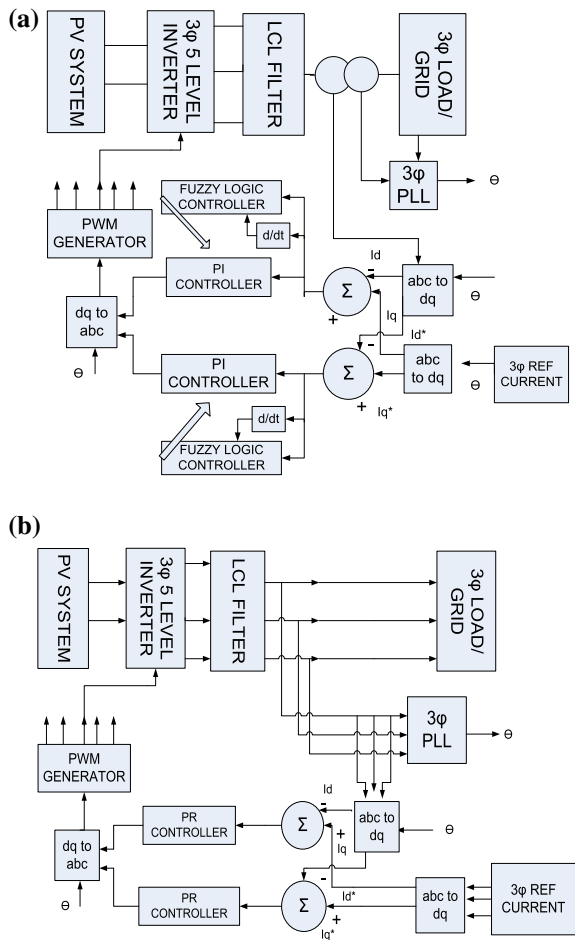 (a)
PV SYSTEM
3φ 5 LEVEL
INVERTER
LCL FILTER
3φ LOAD/
GRID
3φ
PLL
Θ
FUZZY LOGIC
CONTROLLER
PWM
GENERATOR
d/dt
PI
CONTROLLER
Σ
Id
-
abc to
dq
Θ
+
Iq
Id*
dq to
abc
Θ
PI
CONTROLLER
Σ
-
abc
to dq
Θ
3φ REF
CURRENT
+
Iq*
d/dt
FUZZY LOGIC
CONTROLLER
(b)
PV SYSTEM
3φ 5 LEVEL
INVERTER
LCL FILTER
3φ LOAD/
GRID
3φ
PLL
Θ
PWM
GENERATOR
PR
CONTROLLER
Σ
Id
-
+
Iq
abc to
dq
Θ
dq to
abc
Θ
PR
CONTROLLER
Σ
-
Id*
+
Iq*
abc to
dq
3φ REF
CURRENT